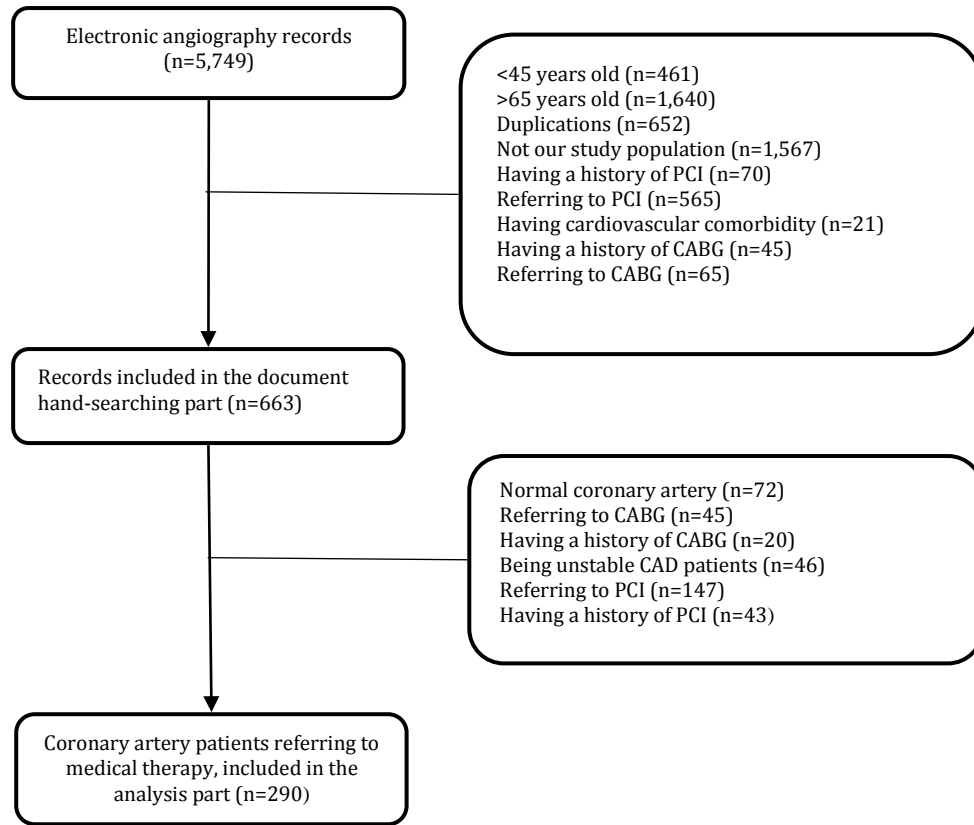 Electronic angiography records
(n=5,749)
<45 years old (n=461)
>65 years old (n=1,640)
Duplications (n=652)
Not our study population (n=1,567)
Having a history of PCI (n=70)
Referring to PCI (n=565)
Having cardiovascular comorbidity (n=21)
Having a history of CABG (n=45)
Referring to CABG (n=65)
Records included in the document
hand-searching part (n=663)
Normal coronary artery (n=72)
Referring to CABG (n=45)
Having a history of CABG (n=20)
Being unstable CAD patients (n=46)
Referring to PCI (n=147)
Having a history of PCI (n=43)
Coronary artery patients referring to
medical therapy, included in the
analysis part (n=290)